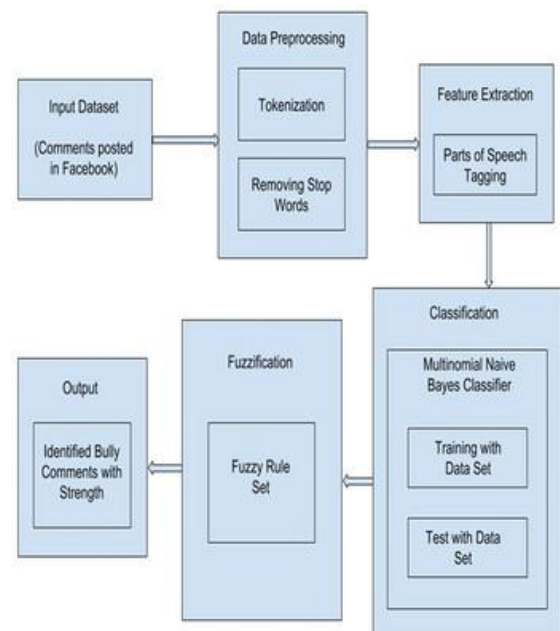 Input Dataset
(Comments posted
in Facebook)
Data Preprocessing
Tokenization
Removing Stop
Words
Feature Extraction
Parts of Speech
Tagging
Classification
Multinomial Naive
Bayes Classifier
Training with
Data Set
Test with Data
Set
Fuzzification
Fuzzy Rule
Set
Output
Identified Bully
Comments with
Strength